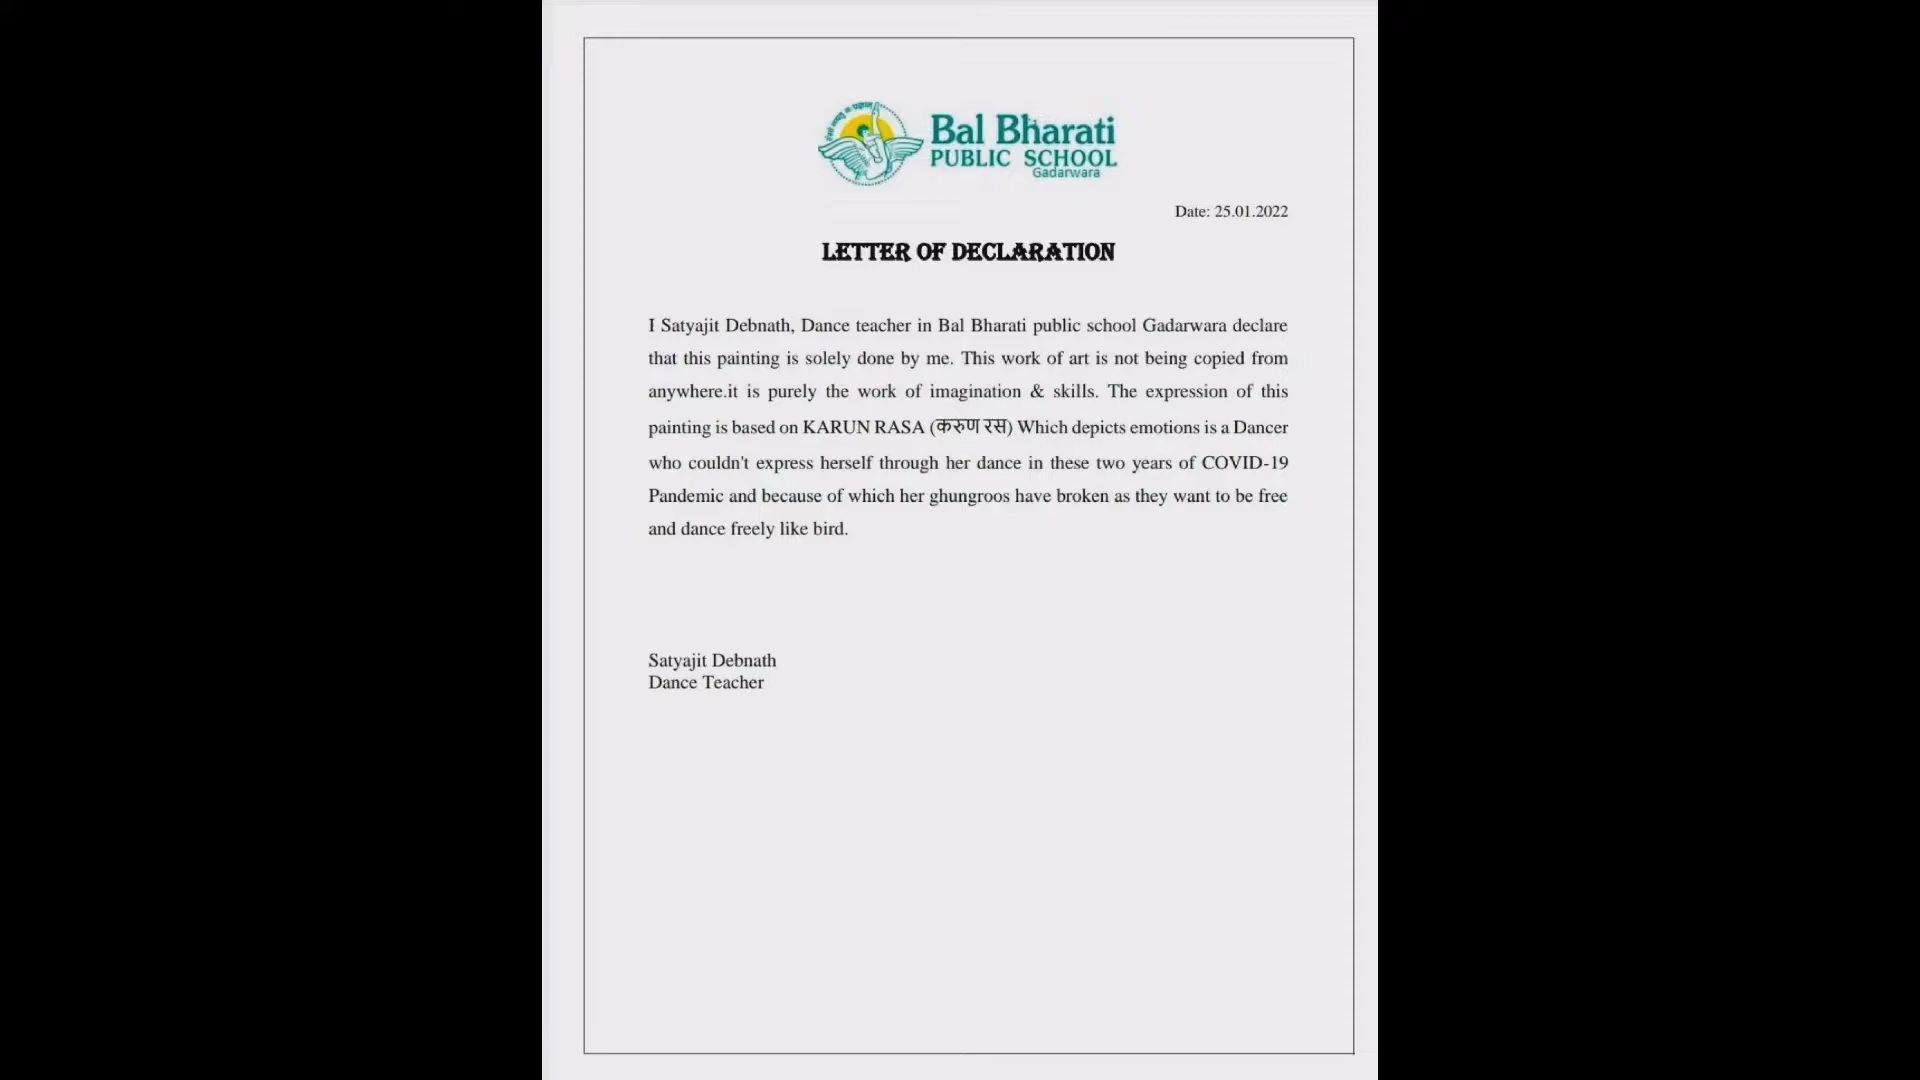 Bal Bharati
PUBLIC SCHOOL
Gadarwara
Date: 25.01.2022
LETTER OF DECLARATION
I Satyajit Debnath, Dance teacher in Bal Bharati public school Gadarwara declare
that this painting is solely done by me. This work of art is not being copied from
anywhere.it is purely the work of imagination & skills. The expression of this
painting is based on KARUN RASA (करुण रस) Which depicts emotions is a Dancer
who couldn't express herself through her dance in these two years of COVID-19
Pandemic and because of which her ghungroos have broken as they want to be free
and dance freely like bird.
Satyajit Debnath
Dance Teacher